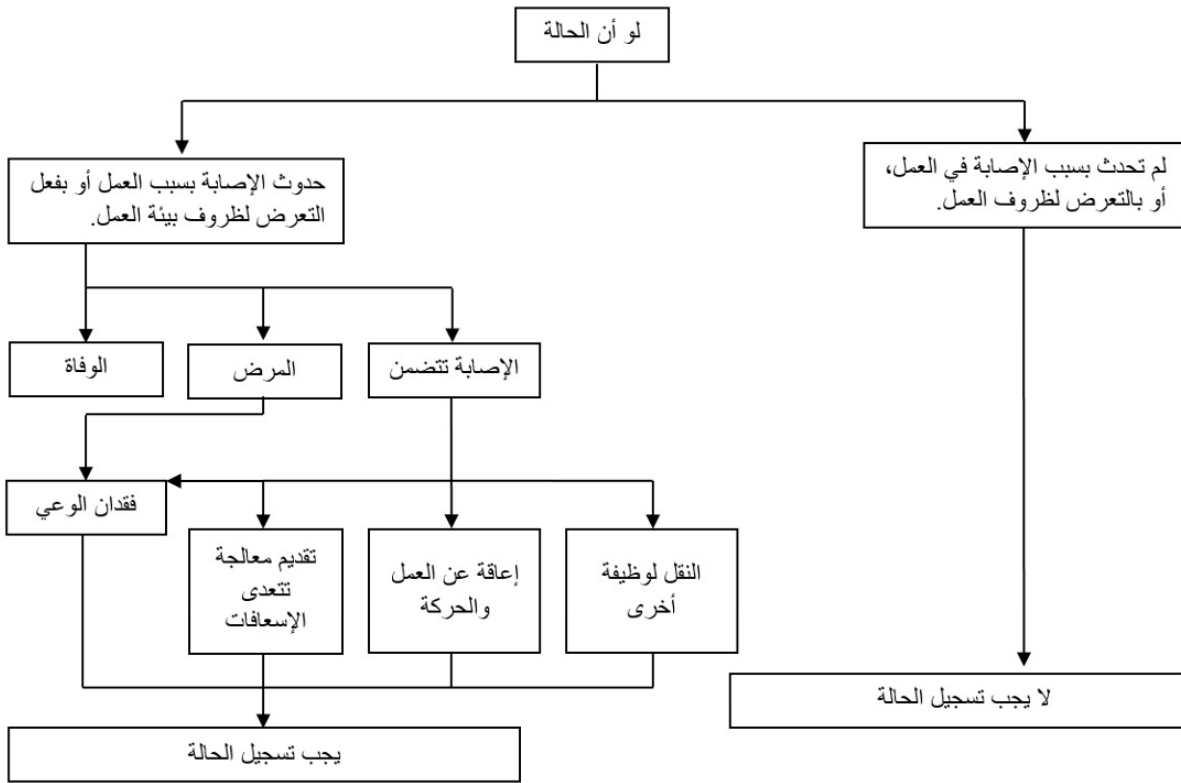 لو أن الحالة
لم تحدث بسبب الإصابة في العمل،
أو بالتعرض لظروف العمل.
حدوث الإصابة بسبب العمل أو بفعل
التعرض لظروف بيئة العمل.
الإصابة تتضمن
المرض
الوفاة
النقل لوظيفة
أخرى
إعاقة عن العمل
والحركة
تقديم معالجة
تتعدى
الإسعافات
فقدان الوعي
لا يجب تسجيل الحالة
يجب تسجيل الحالة